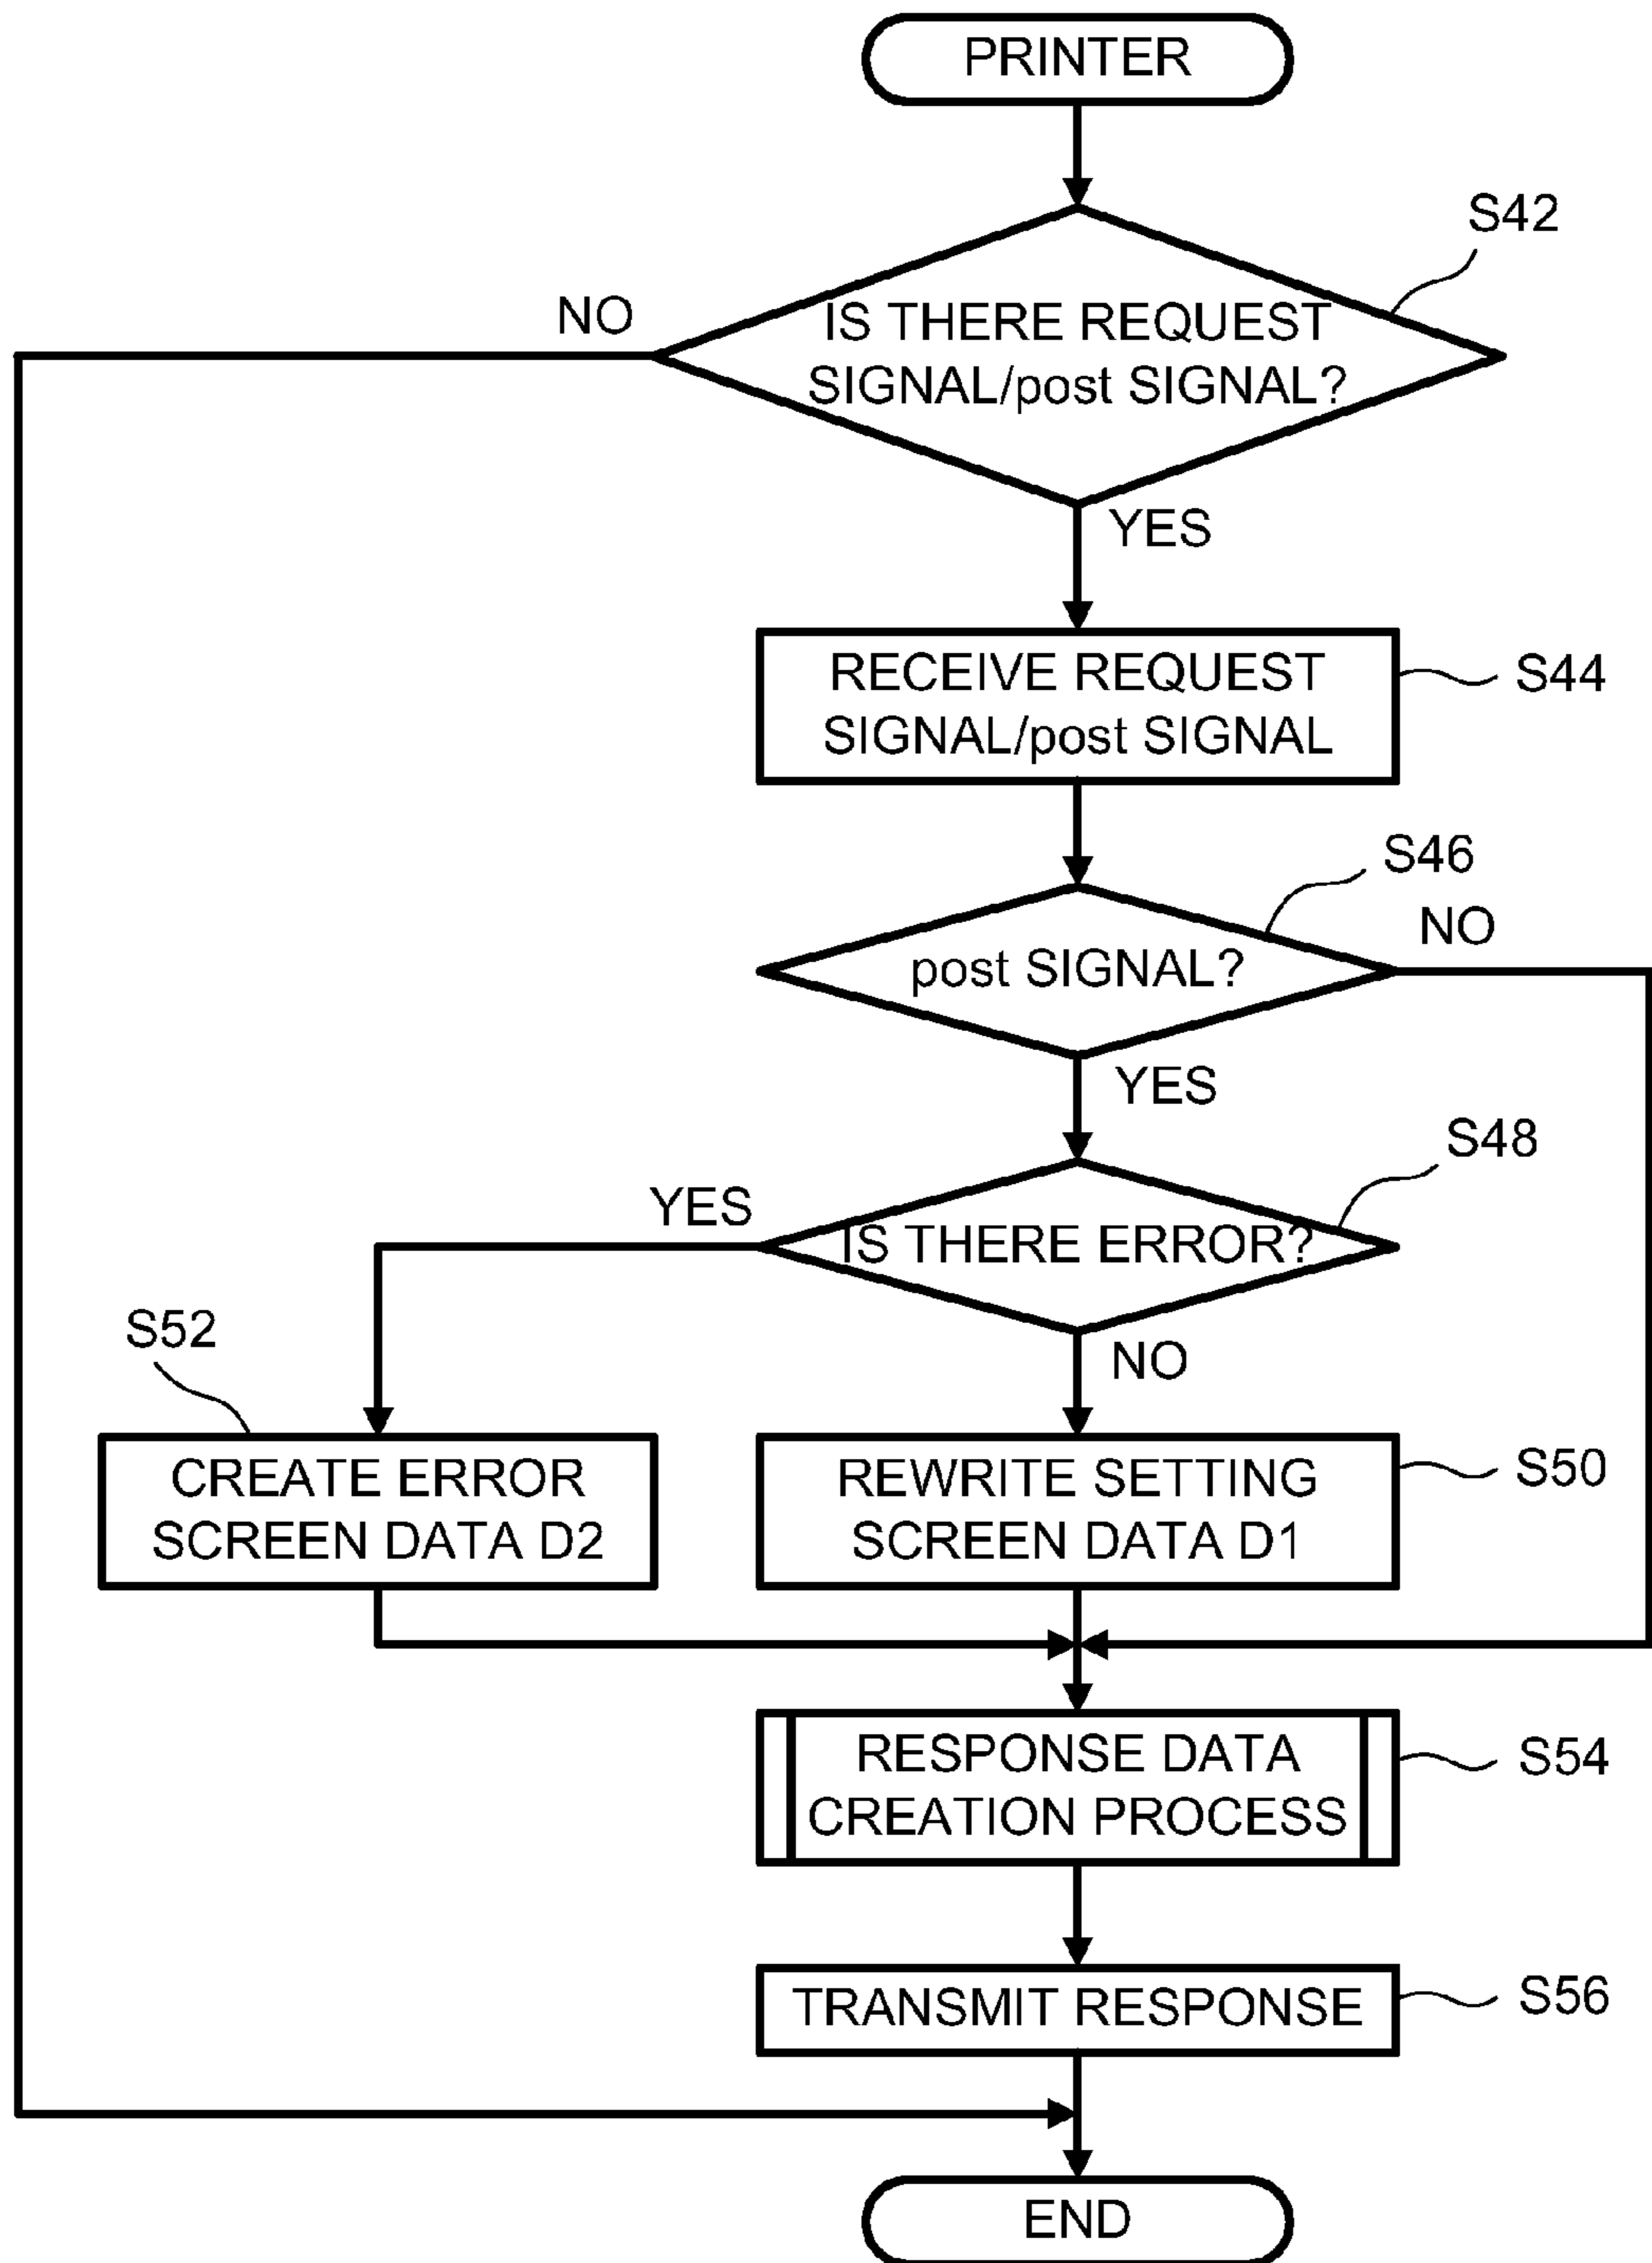 PRINTER
S42
NO
IS THERE REQUEST
SIGNAL/post SIGNAL?
YES
RECEIVE REQUEST
SIGNAL/post SIGNAL
S44
S46
NO
post SIGNAL?
YES
S48
YES
IS THERE ERROR?
S52
NO
CREATE ERROR
SCREEN DATA D2
REWRITE SETTING
SCREEN DATA D1
S50
RESPONSE DATA
CREATION PROCESS
S54
TRANSMIT RESPONSE
S56
END